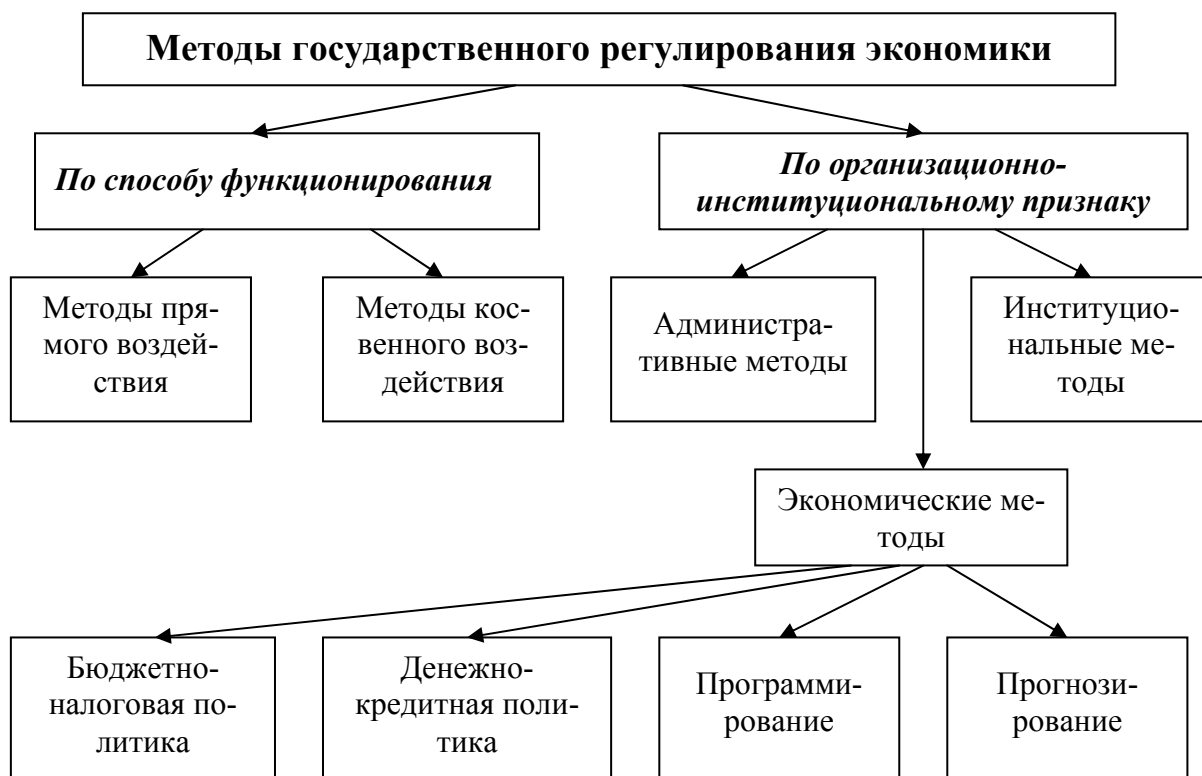 Методы государственного регулирования экономики
По способу функционирования
По организационно-
институциональному признаку
Методы пря-
мого воздей-
ствия
Методы кос-
венного воз-
действия
Администра-
тивные методы
Институцио-
нальные ме-
тоды
Экономические ме-
тоды
Бюджетно-
налоговая по-
литика
Денежно-
кредитная поли-
тика
Программи-
рование
Прогнози-
рование